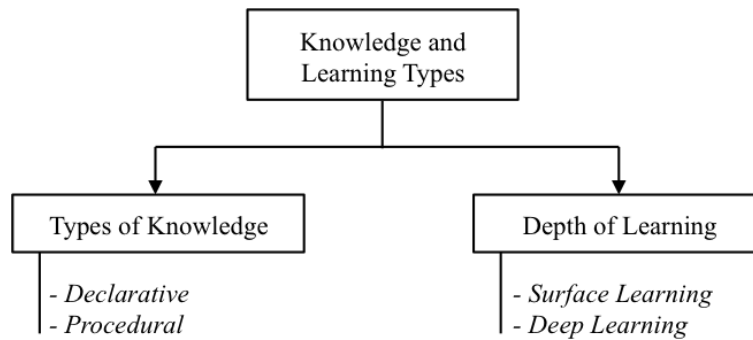 Knowledge and
Learning Types
Types of Knowledge
- Declarative
- Procedural
Depth of Learning
- Surface Learning
- Deep Learning